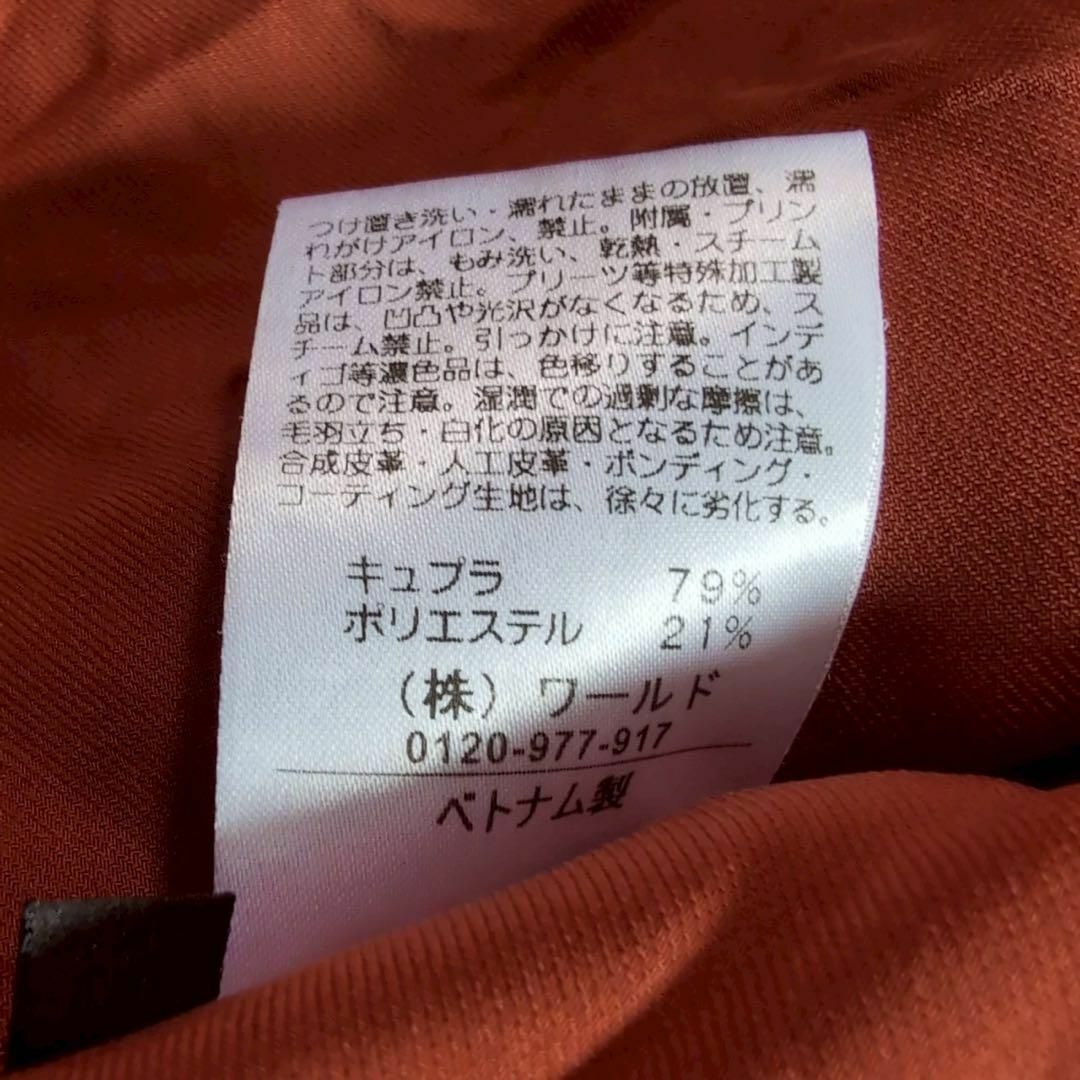 つけ置き洗い・濡れたままの放置、濡
れがけアイロン、禁止。附属・プリン
ト部分は、もみ洗い、乾熱・スチーム
アイロン禁止。プリーツ等特殊加工製
品は、凹凸や光沢がなくなるため、ス
チーム禁止。引っかけに注意。インデ
ィゴ等濃色品は、色移りすることがあ
るので注意。湿潤での過剰な摩擦は、
毛羽立ち・白化の原因となるため注意。
合成皮革・人工皮革・ボンディング・
コーティング生地は、徐々に劣化する。
キュプラ 79%
ポリエステル 21%
(株)ワールド
0120-977-917
ベトナム製